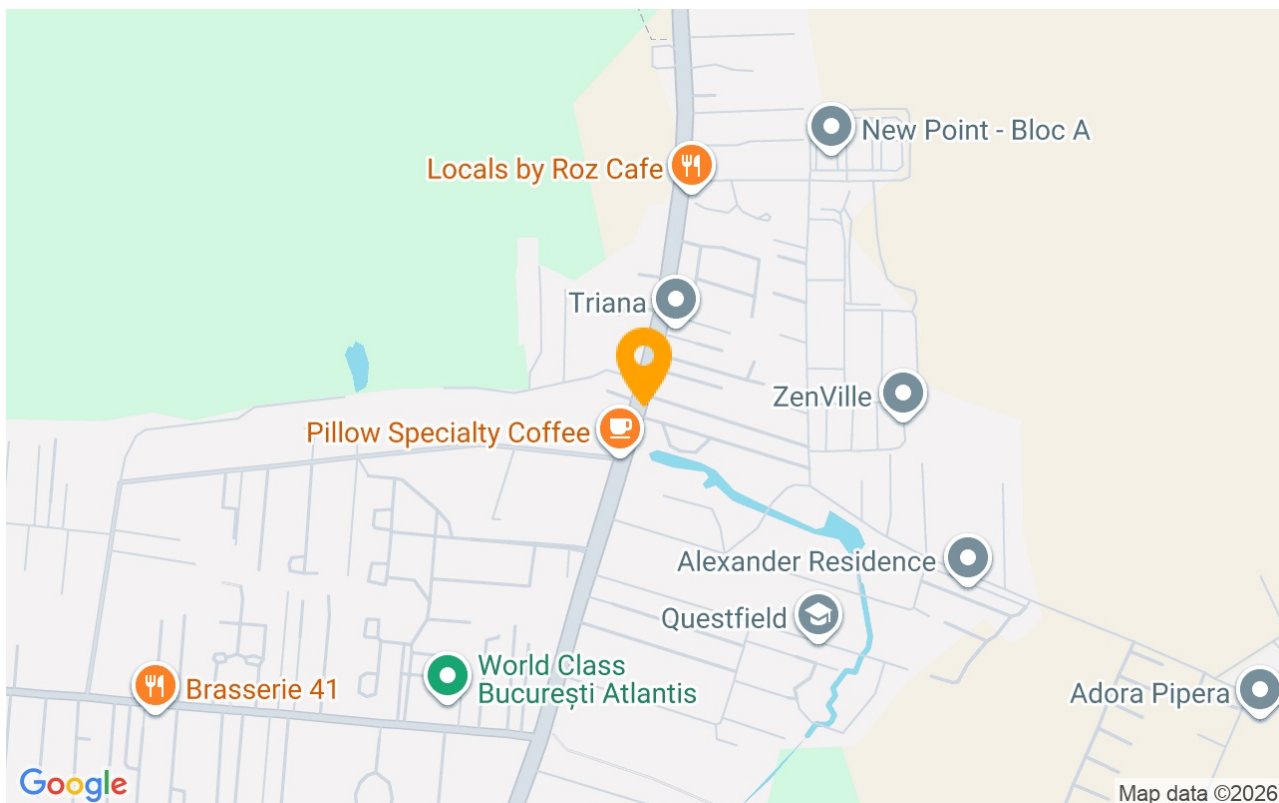 New Point - Bloc A
Locals by Roz Cafe
Triana
ZenVille
Pillow Specialty Coffee
Alexander Residence
Questfield
World Class
București Atlantis
Brasserie 41
Adora Pipera
Google
Map data ©2026